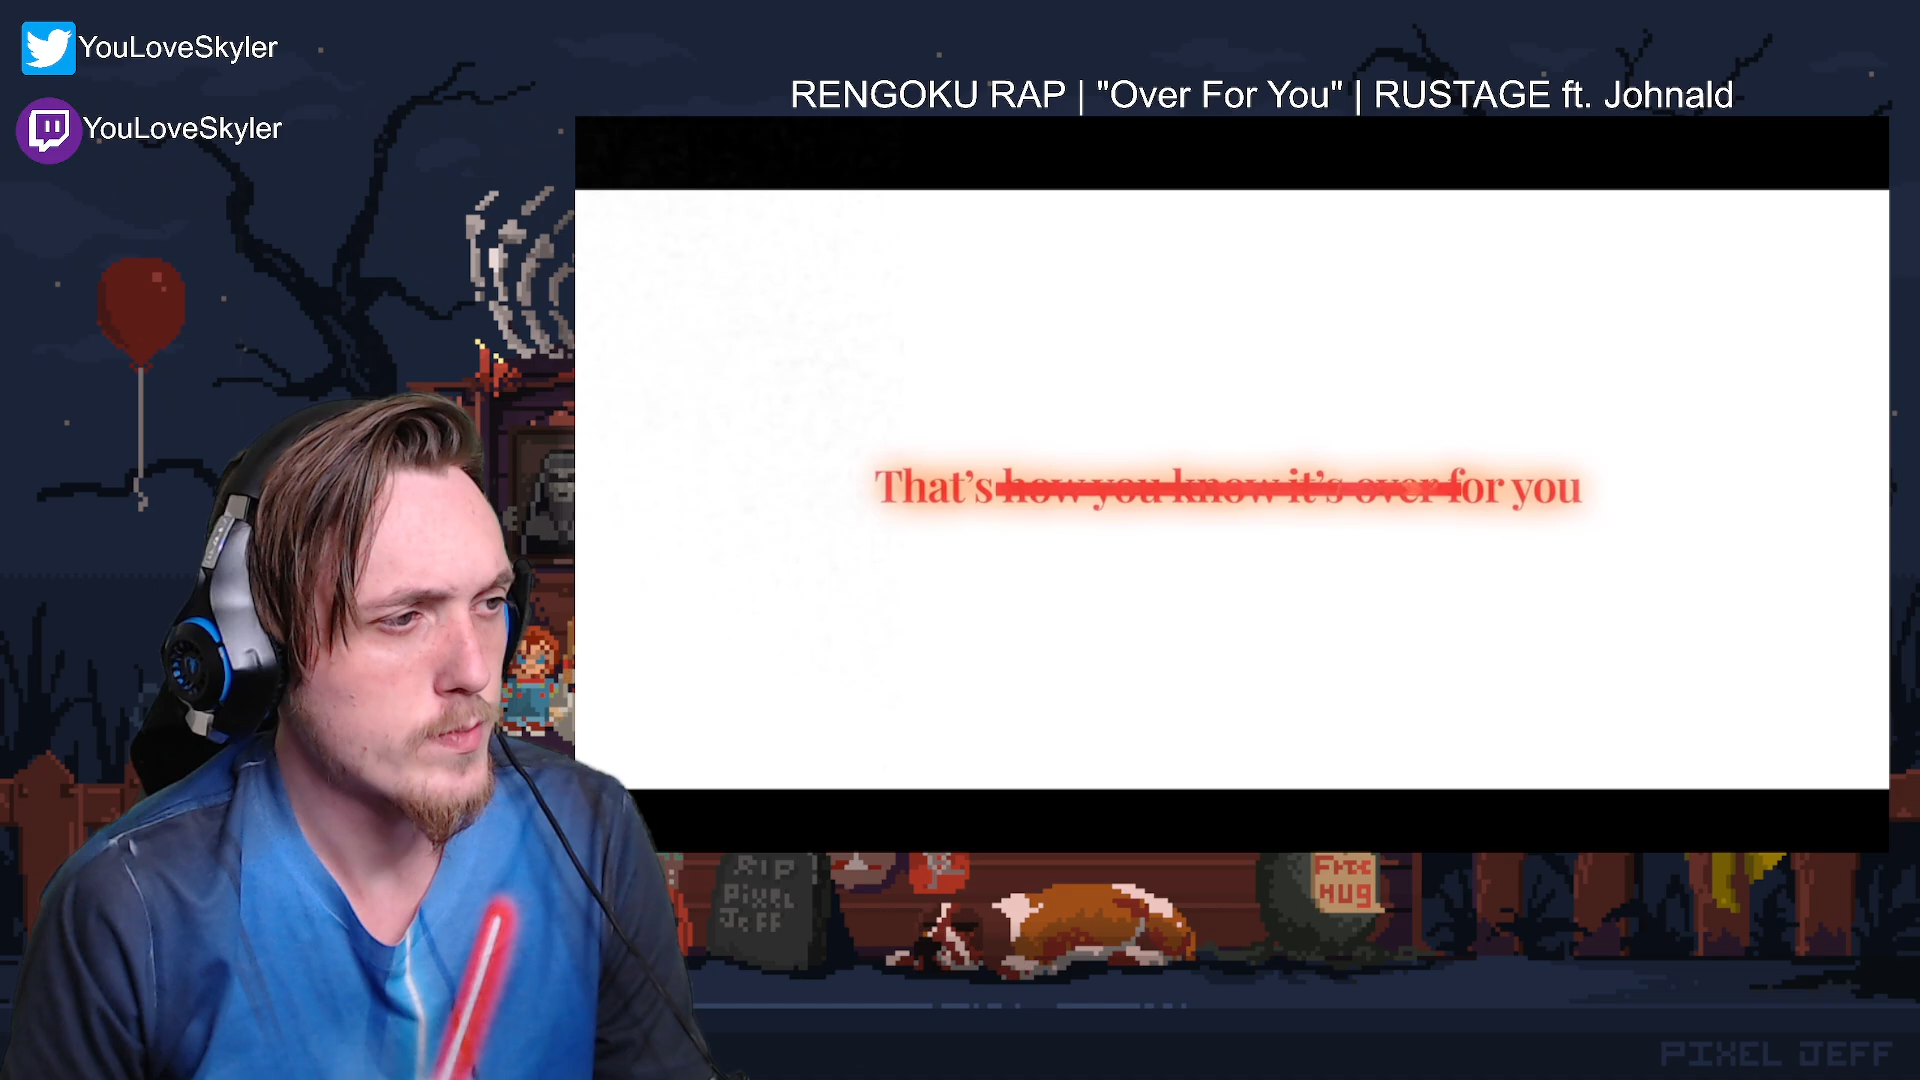 YouLoveSkyler
YouLoveSkyler
RENGOKU RAP | "Over For You" | RUSTAGE ft. Johnald
That's how you know it's over for you
Rip
Pixel
Jeff
Free
Hug
PIXEL JEFF